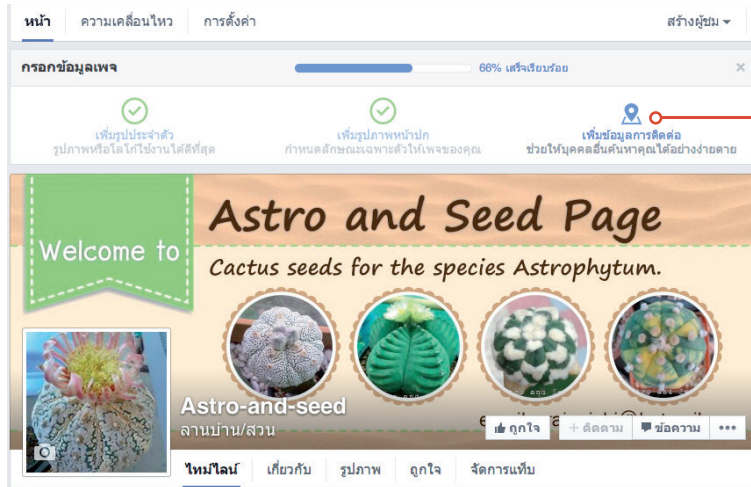 หน้า ความเคลื่อนไหว การตั้งค่า สร้างผู้ชม
กรอกข้อมูลเพจ 66% เสร็จเรียบร้อย
เพิ่มรูปประจำตัว เพิ่มรูปภาพหน้าปก เพิ่มข้อมูลการติดต่อ
รูปภาพหรือโลโก้ใช้งานได้ดีที่สุด กำหนดลักษณะเฉพาะตัวให้เพจของคุณ ช่วยให้บุคคลอื่นค้นหาคุณได้อย่างง่ายดาย
Astro and Seed Page
Welcome to
Cactus seeds for the species Astrophytum.
Astro-and-seed
ลานบ้าน/สวน
ถูกใจ + ติดตาม ข้อความ •••
ไทม์ไลน์ เกี่ยวกับ รูปภาพ ถูกใจ จัดการแท็บ